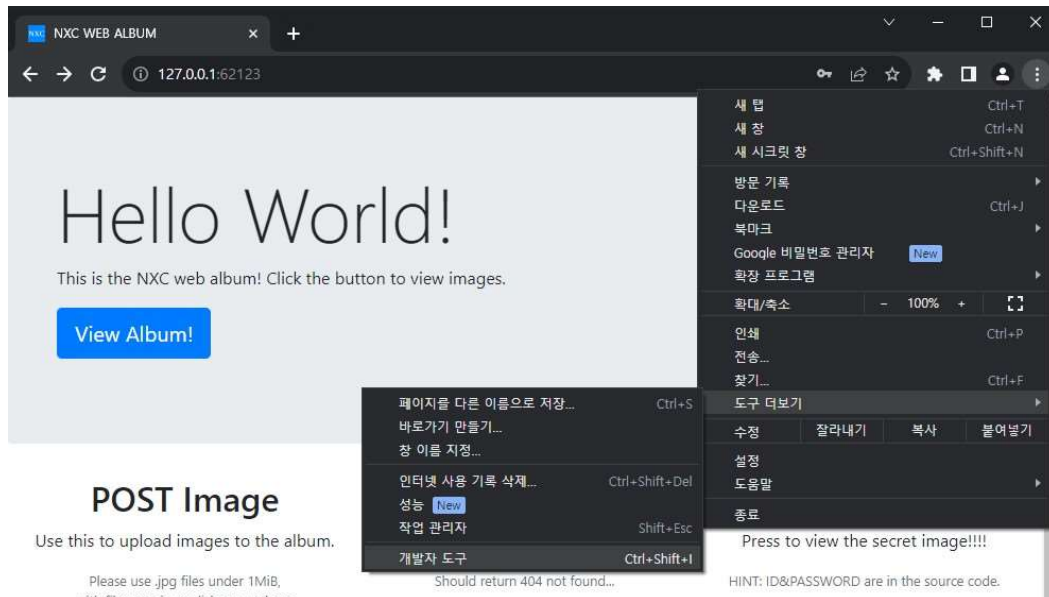 NXC NXC WEB ALBUM
127.0.0.1:62123
Hello World!
This is the NXC web album! Click the button to view images.
View Album!
새 탭 Ctrl+T
새 창 Ctrl+N
새 시크릿 창 Ctrl+Shift+N
방문 기록
다운로드 Ctrl+J
북마크
Google 비밀번호 관리자 New
확장 프로그램
확대/축소 - 100% +
인쇄 Ctrl+P
전송...
찾기... Ctrl+F
도구 더보기
수정 잘라내기 복사 붙여넣기
설정
도움말
종료
페이지를 다른 이름으로 저장... Ctrl+S
바로가기 만들기...
창 이름 지정...
인터넷 사용 기록 삭제... Ctrl+Shift+Del
성능 New
작업 관리자 Shift+Esc
개발자 도구 Ctrl+Shift+I
POST Image
Use this to upload images to the album.
Please use .jpg files under 1MiB,
Should return 404 not found...
Press to view the secret image!!!!
HINT: ID&PASSWORD are in the source code.